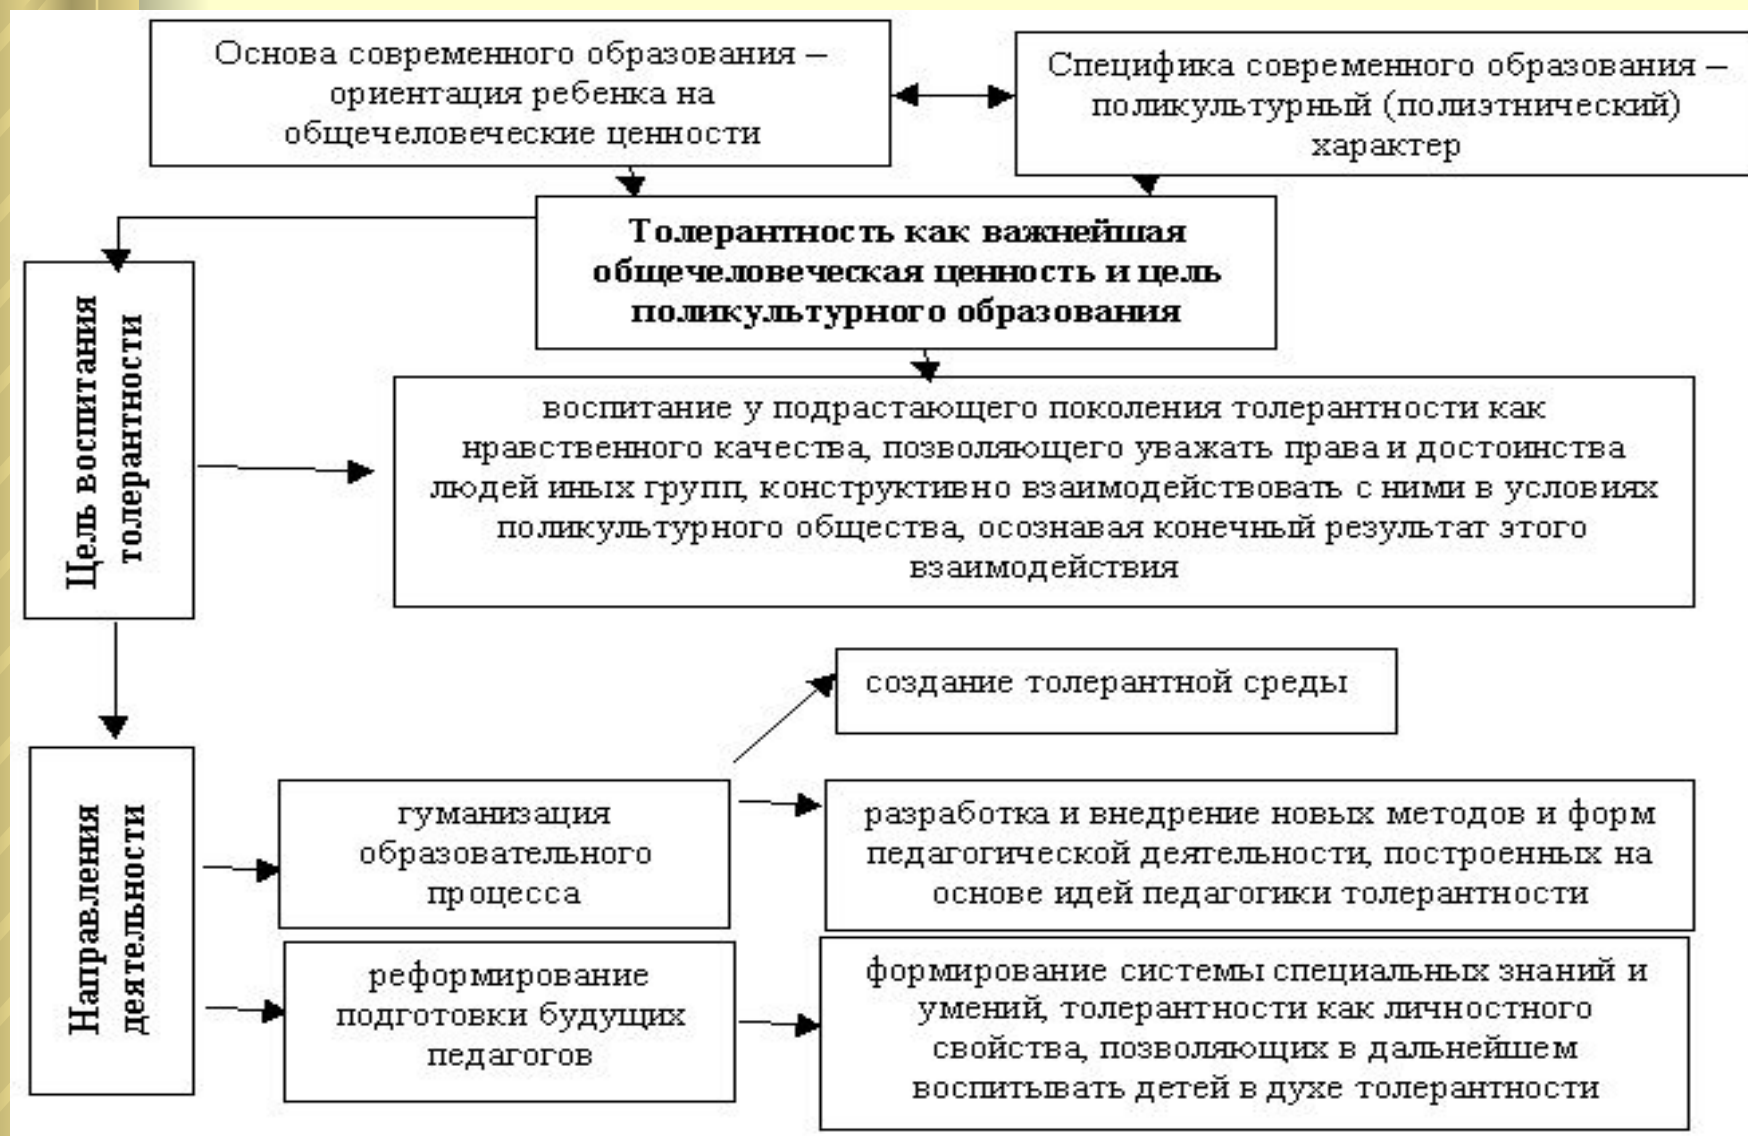 Основа современного образования –
ориентация ребенка на
общечеловеческие ценности
Специфика современного образования –
поликультурный (полиэтнический)
характер
Толерантность как важнейшая
общечеловеческая ценность и цель
поликультурного образования
Цель воспитания
толерантности
воспитание у подрастающего поколения толерантности как
нравственного качества, позволяющего уважать права и достоинства
людей иных групп, конструктивно взаимодействовать с ними в условиях
поликультурного общества, осознавая конечный результат этого
взаимодействия
Направления
деятельности
гуманизация
образовательного
процесса
создание толерантной среды
разработка и внедрение новых методов и форм
педагогической деятельности, построенных на
основе идей педагогики толерантности
реформирование
подготовки будущих
педагогов
формирование системы специальных знаний и
умений, толерантности как личностного
свойства, позволяющих в дальнейшем
воспитывать детей в духе толерантности